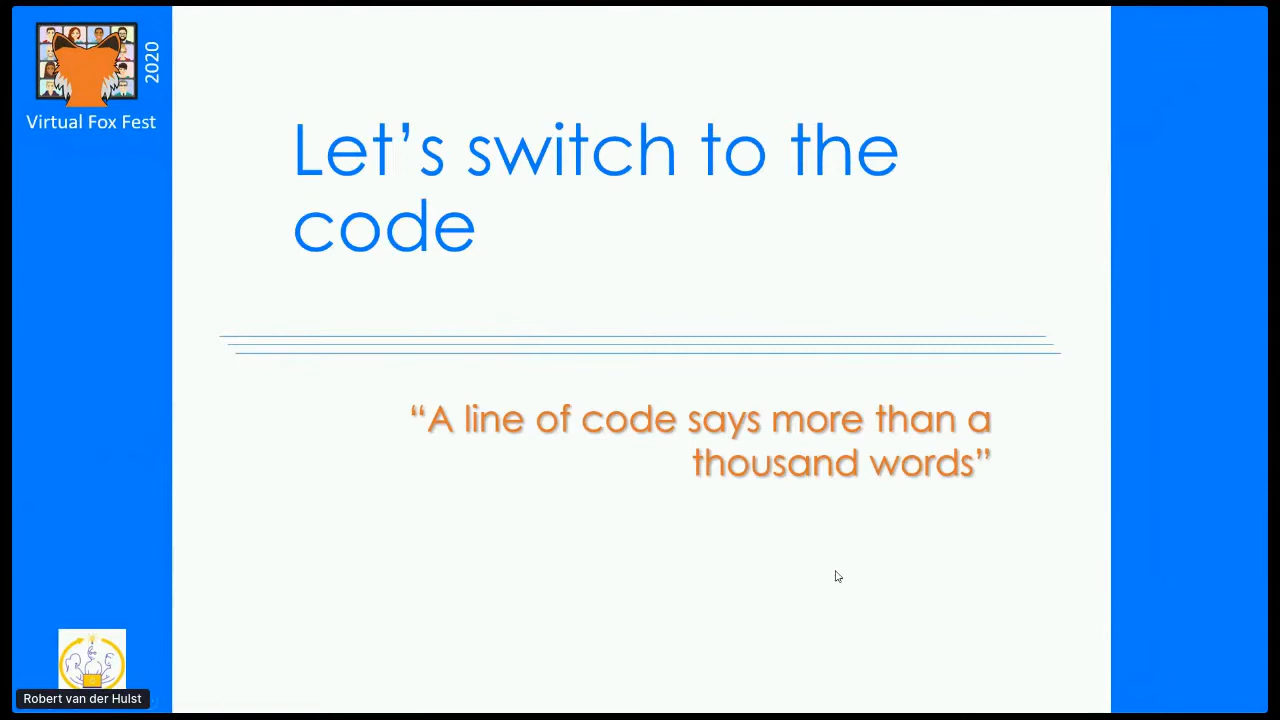 2020
Virtual Fox Fest
Let’s switch to the
code
“A line of code says more than a
thousand words”
Robert van der Hulst